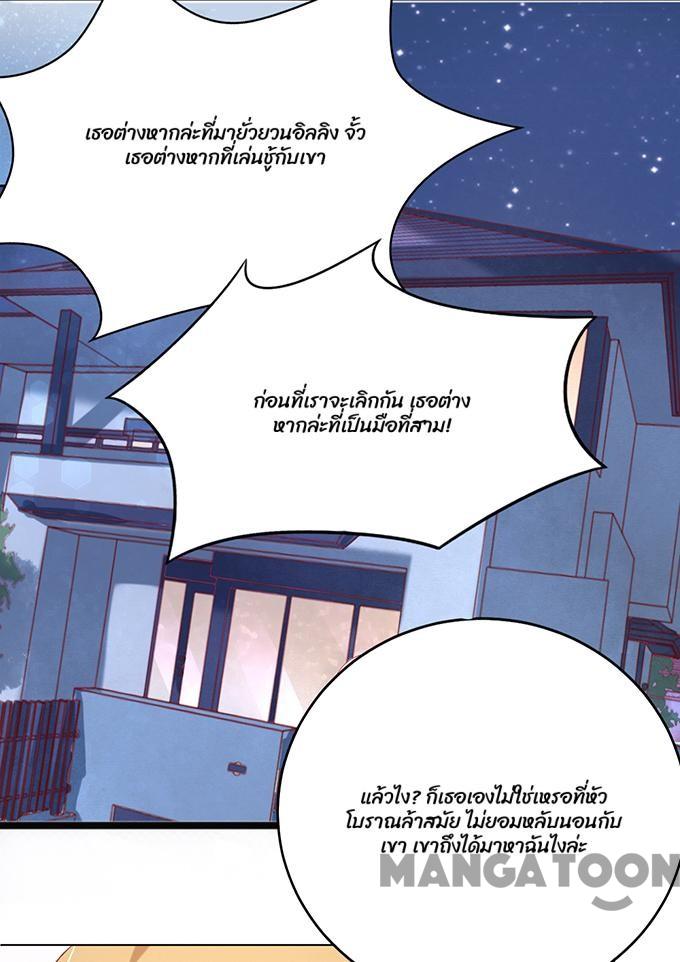 เธอต่างหากล่ะที่มายั่วยวนอิลลิง จั้ว
เธอต่างหากที่เล่นชู้กับเขา
ก่อนที่เราจะเลิกกัน เธอต่าง
หากล่ะที่เป็นมือที่สาม!
แล้วไง? ก็เธอเองไม่ใช่เหรอที่หัว
โบราณล้าสมัย ไม่ยอมหลับนอนกับ
เขา เขาถึงได้มาหาฉันไงล่ะ
MANGATOON